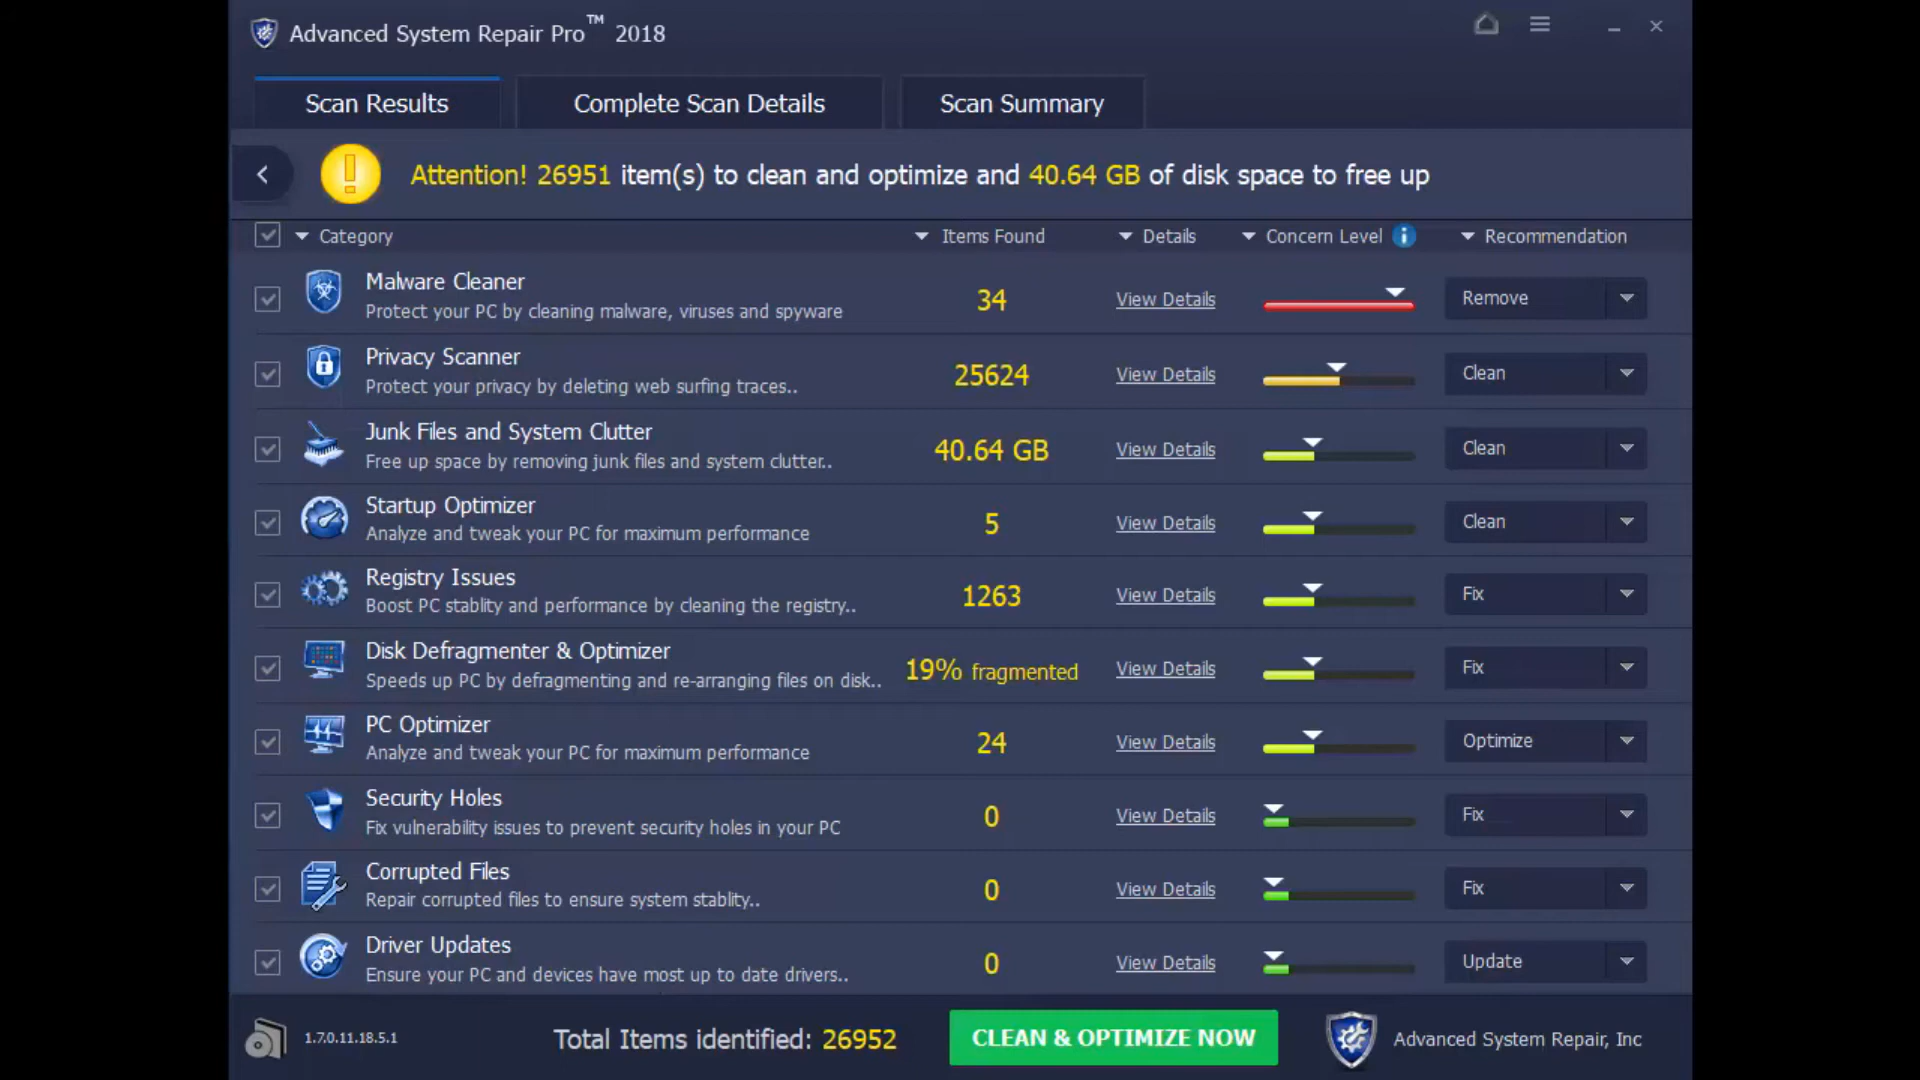 Advanced System Repair Pro™ 2018
Scan Results Complete Scan Details Scan Summary
Attention! 26951 item(s) to clean and optimize and 40.64 GB of disk space to free up
Category Items Found Details Concern Level i Recommendation
Malware Cleaner
Protect your PC by cleaning malware, viruses and spyware
34 View Details Remove
Privacy Scanner
Protect your privacy by deleting web surfing traces..
25624 View Details Clean
Junk Files and System Clutter
Free up space by removing junk files and system clutter..
40.64 GB View Details Clean
Startup Optimizer
Analyze and tweak your PC for maximum performance
5 View Details Clean
Registry Issues
Boost PC stablity and performance by cleaning the registry..
1263 View Details Fix
Disk Defragmenter & Optimizer
Speeds up PC by defragmenting and re-arranging files on disk..
19% fragmented View Details Fix
PC Optimizer
Analyze and tweak your PC for maximum performance
24 View Details Optimize
Security Holes
Fix vulnerability issues to prevent security holes in your PC
0 View Details Fix
Corrupted Files
Repair corrupted files to ensure system stablity..
0 View Details Fix
Driver Updates
Ensure your PC and devices have most up to date drivers..
0 View Details Update
1.7.0.11.18.5.1 Total Items identified: 26952 CLEAN & OPTIMIZE NOW Advanced System Repair, Inc